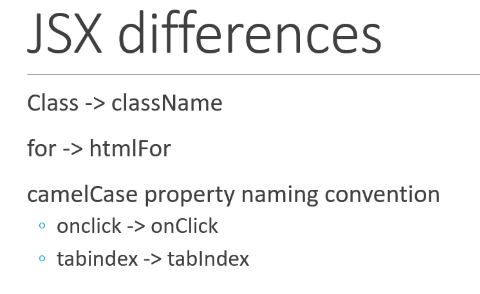 JSX differences
Class -> className
for -> htmlFor
camelCase property naming convention
onclick -> onClick
tabindex -> tabIndex